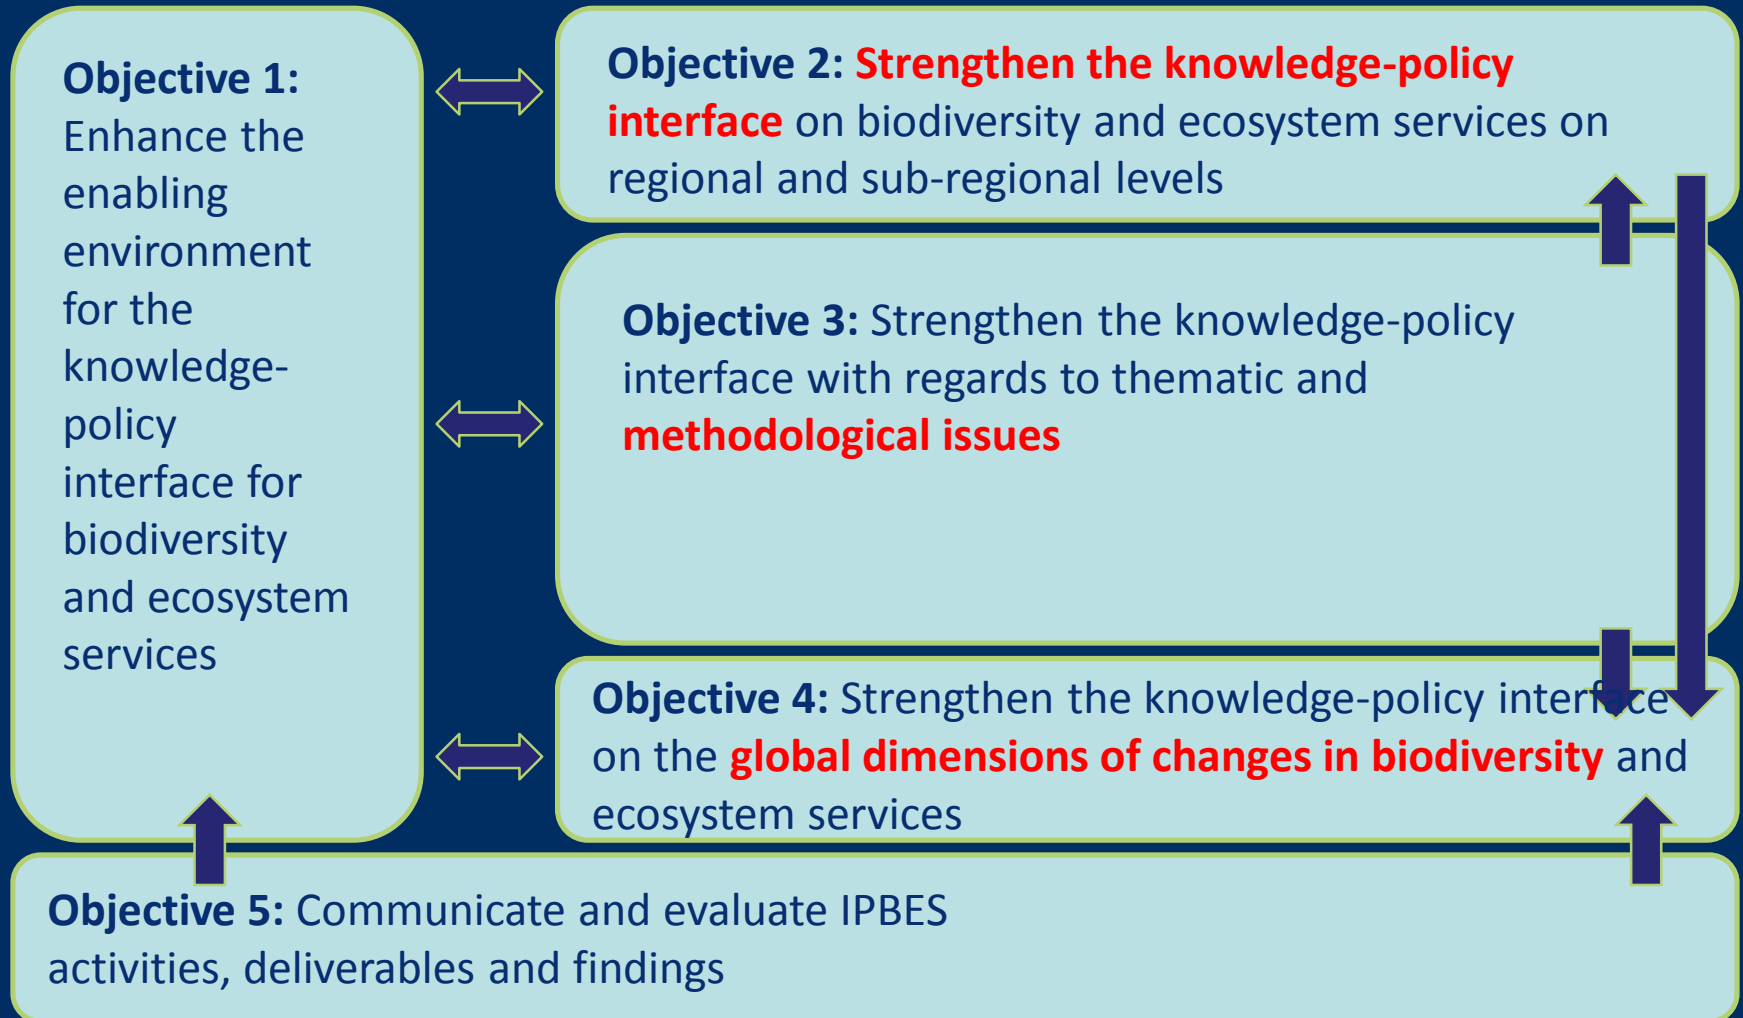 Objective 1:
Enhance the
enabling
environment
for the
knowledge-
policy
interface for
biodiversity
and ecosystem
services
Objective 2: Strengthen the knowledge-policy
interface on biodiversity and ecosystem services on
regional and sub-regional levels
Objective 3: Strengthen the knowledge-policy
interface with regards to thematic and
methodological issues
Objective 4: Strengthen the knowledge-policy interface
on the global dimensions of changes in biodiversity and
ecosystem services
Objective 5: Communicate and evaluate IPBES
activities, deliverables and findings